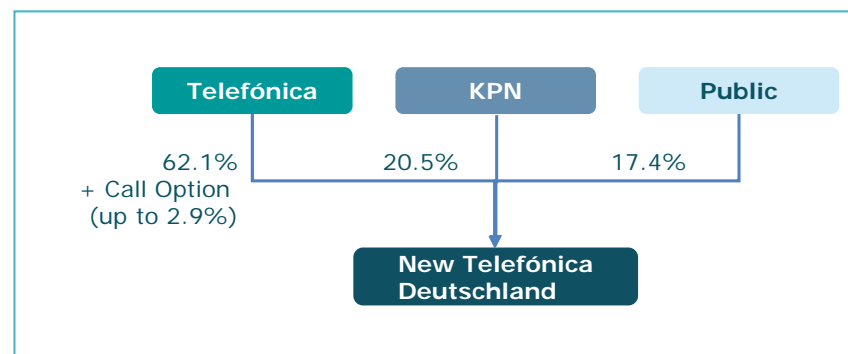 Telefónica
KPN
Public
62.1%
+ Call Option
(up to 2.9%)
20.5%
17.4%
New Telefónica
Deutschland